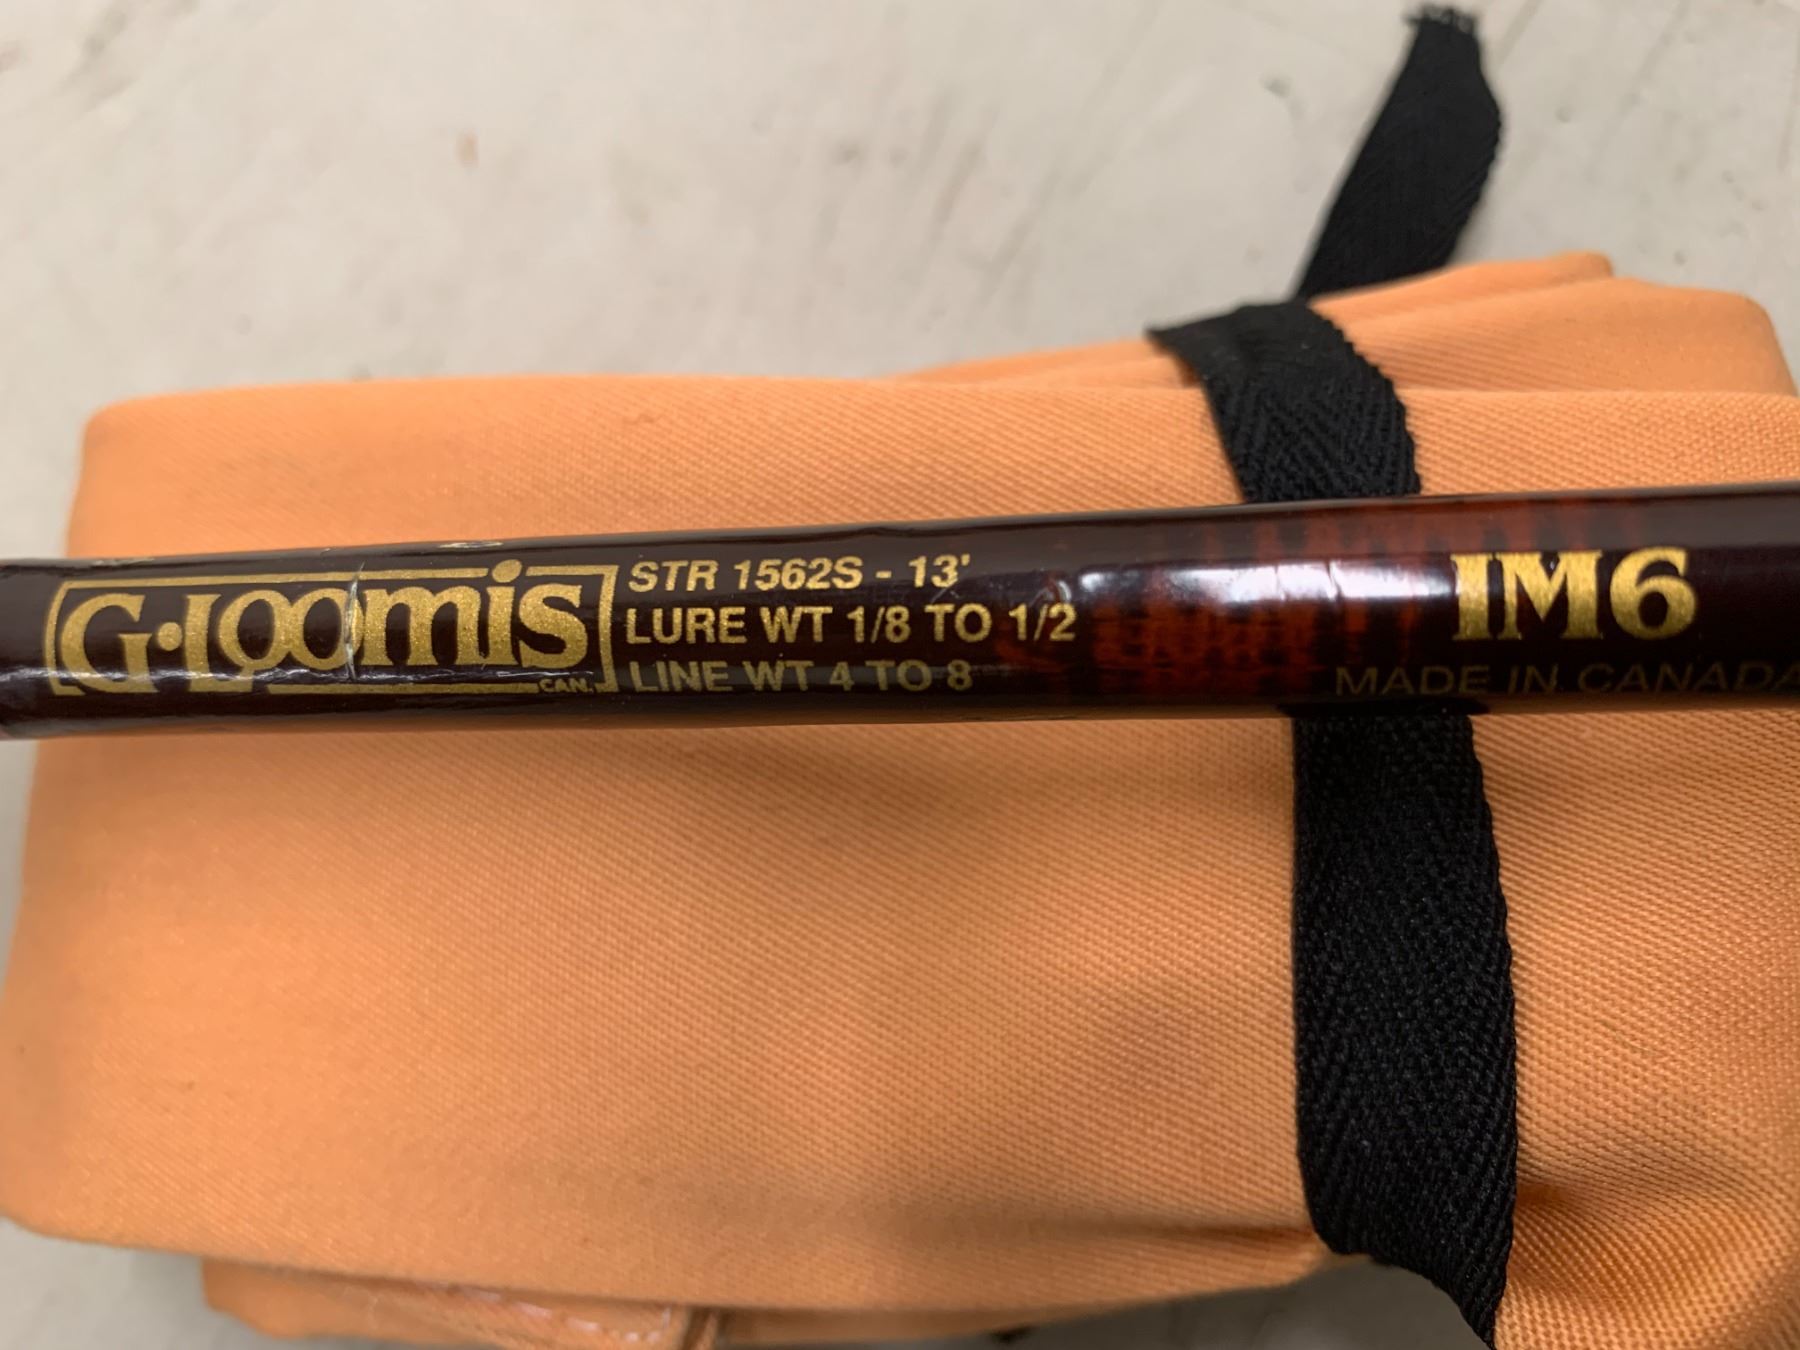 G·Loomis
CAN.
STR 1562S - 13'
LURE WT 1/8 TO 1/2
LINE WT 4 TO 8
IM6
MADE IN CANADA